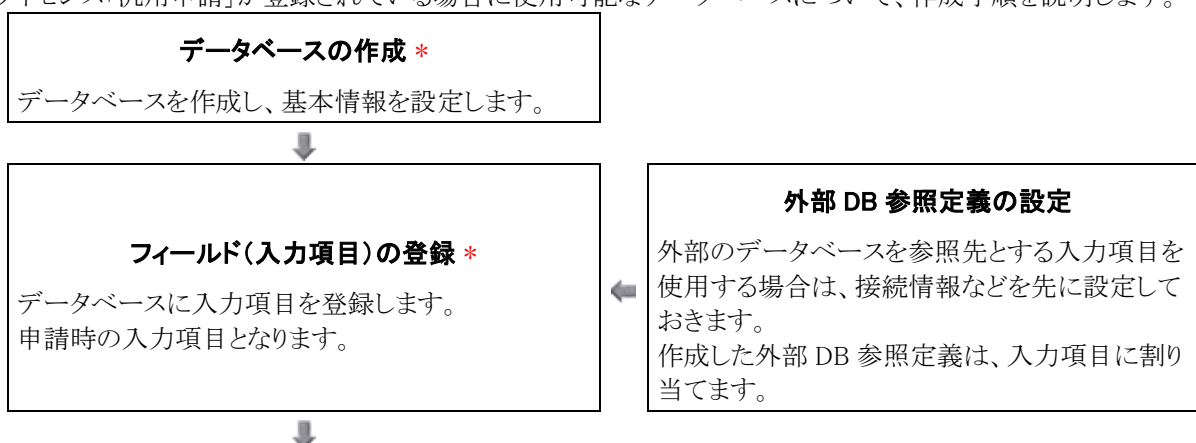 データベースの作成 *
データベースを作成し、基本情報を設定します。
フィールド(入力項目)の登録 *
データベースに入力項目を登録します。
申請時の入力項目となります。
外部 DB 参照定義の設定
外部のデータベースを参照先とする入力項目を
使用する場合は、接続情報などを先に設定して
おきます。
作成した外部 DB 参照定義は、入力項目に割り
当てます。